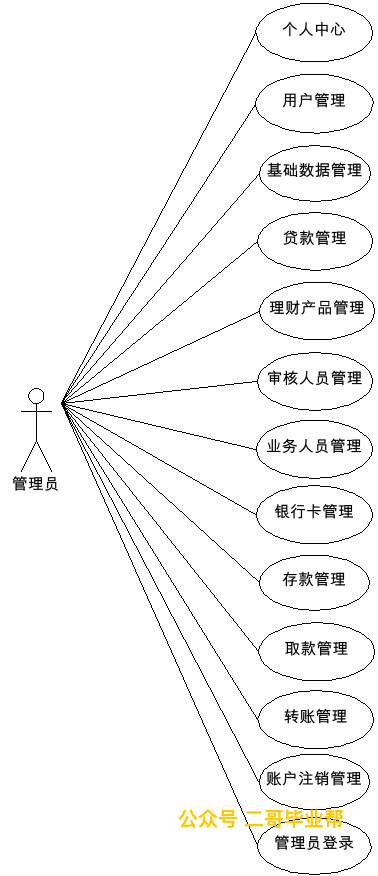 个人中心
用户管理
基础数据管理
贷款管理
理财产品管理
审核人员管理
业务人员管理
管理员
银行卡管理
存款管理
取款管理
转账管理
账户注销管理
公众号 二哥毕业帮
管理员登录